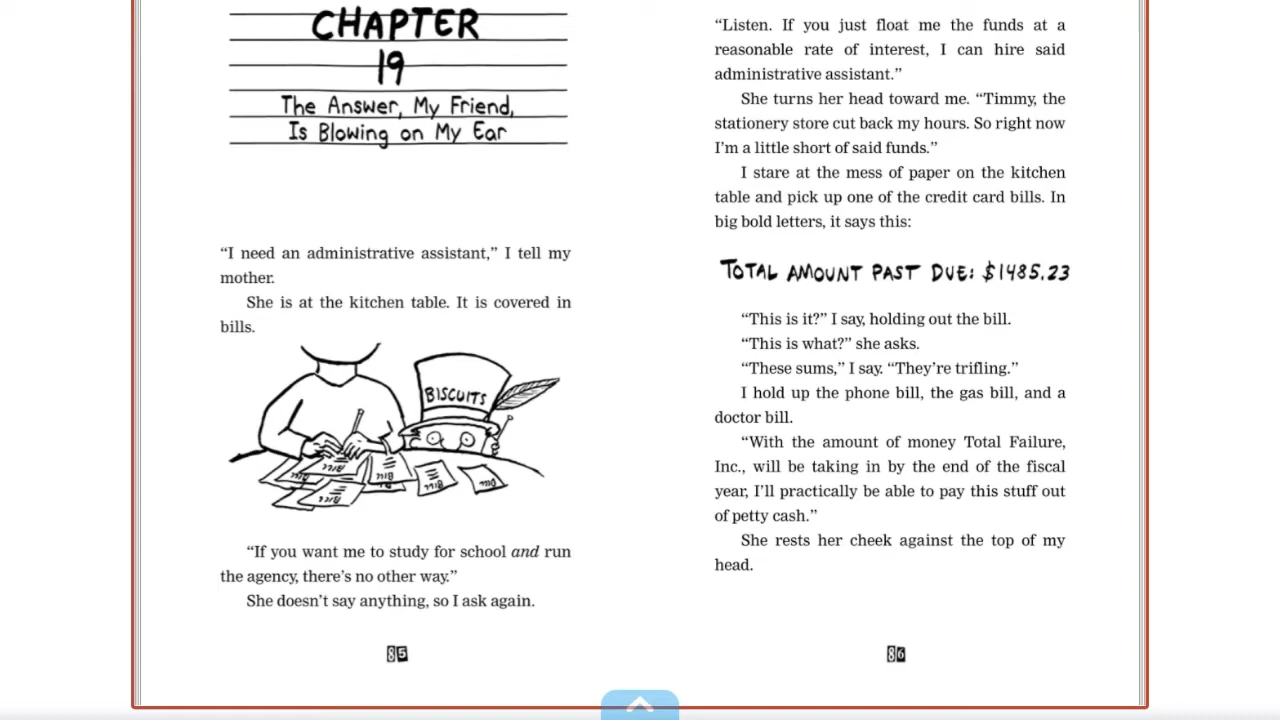 CHAPTER
19
The Answer, My Friend,
Is Blowing on My Ear
“I need an administrative assistant,” I tell my
mother.
She is at the kitchen table. It is covered in
bills.
BISCUITS
BILL
BILL
BILL
BILL
BILL
“If you want me to study for school and run
the agency, there’s no other way.”
She doesn’t say anything, so I ask again.
85
“Listen. If you just float me the funds at a
reasonable rate of interest, I can hire said
administrative assistant.”
She turns her head toward me. “Timmy, the
stationery store cut back my hours. So right now
I’m a little short of said funds.”
I stare at the mess of paper on the kitchen
table and pick up one of the credit card bills. In
big bold letters, it says this:
TOTAL AMOUNT PAST DUE: $1485.23
“This is it?” I say, holding out the bill.
“This is what?” she asks.
“These sums,” I say. “They’re trifling.”
I hold up the phone bill, the gas bill, and a
doctor bill.
“With the amount of money Total Failure,
Inc., will be taking in by the end of the fiscal
year, I’ll practically be able to pay this stuff out
of petty cash.”
She rests her cheek against the top of my
head.
86